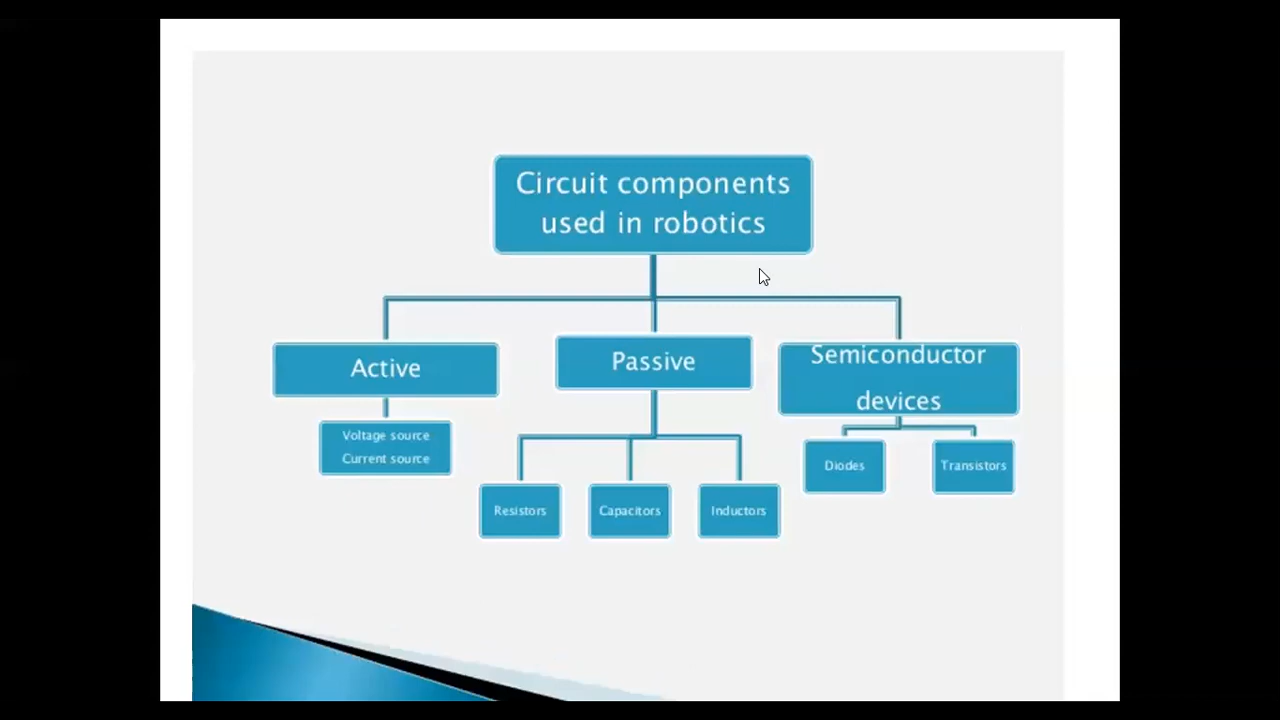 Circuit components
used in robotics
Active
Passive
Semiconductor
devices
Voltage source
Current source
Resistors
Capacitors
Inductors
Diodes
Transistors